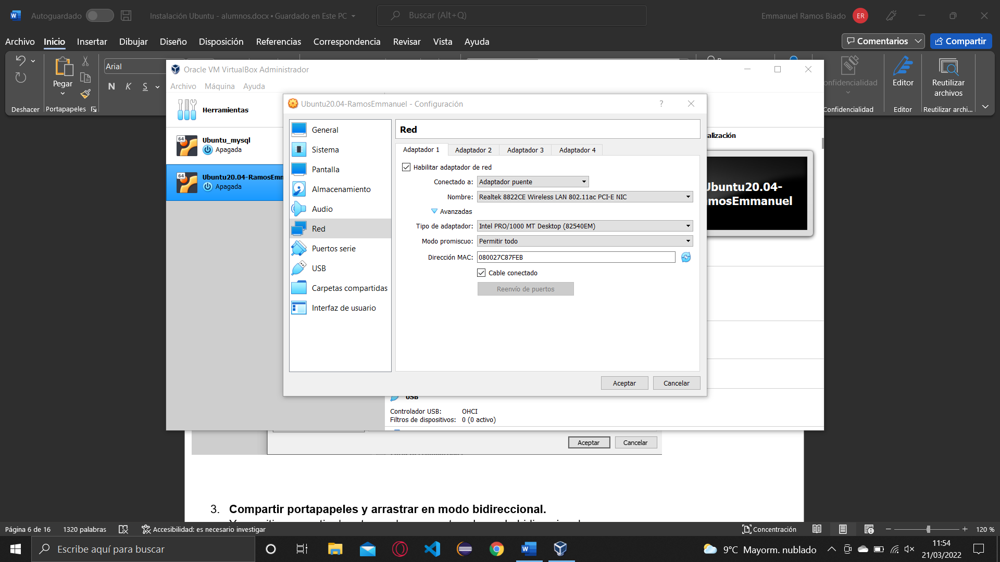 Autoguardado
Instalación Ubuntu - alumnos.docx • Guardado en Este PC
Buscar (Alt+Q)
Emmanuel Ramos Biado
ER
Archivo Inicio Insertar Dibujar Diseño Disposición Referencias Correspondencia Revisar Vista Ayuda
Comentarios
Compartir
Deshacer
Pegar
Portapapeles
Arial
N K S
onfidencialidad
Confidencialidad
Editor
Editor
Reutilizar
archivos
Reutilizar archi...
Oracle VM VirtualBox Administrador
Archivo Máquina Ayuda
Herramientas
64
Ubuntu_mysql
Apagada
64
Ubuntu20.04-RamosEmm
Apagada
alización
Ubuntu20.04-
amosEmmanuel
Ubuntu20.04-RamosEmmanuel - Configuración
?
General
Sistema
Pantalla
Almacenamiento
Audio
Red
Puertos serie
USB
Carpetas compartidas
Interfaz de usuario
Red
Adaptador 1 Adaptador 2 Adaptador 3 Adaptador 4
Habilitar adaptador de red
Conectado a: Adaptador puente
Nombre: Realtek 8822CE Wireless LAN 802.11ac PCI-E NIC
Avanzadas
Tipo de adaptador: Intel PRO/1000 MT Desktop (82540EM)
Modo promiscuo: Permitir todo
Dirección MAC: 080027C87FEB
Cable conectado
Reenvío de puertos
Aceptar Cancelar
USB
Controlador USB: OHCI
Filtros de dispositivos: 0 (0 activo)
Aceptar Cancelar
3. Compartir portapapeles y arrastrar en modo bidireccional.
Página 6 de 16 1320 palabras Accesibilidad: es necesario investigar
Concentración
120 %
Escribe aquí para buscar
9°C Mayorm. nublado
11:54
21/03/2022